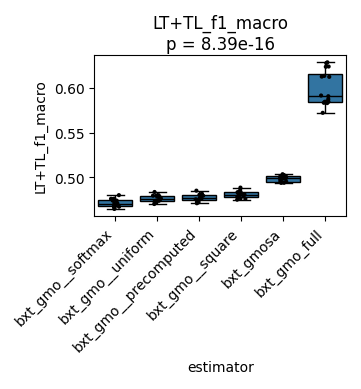 LT+TL_f1_macro
p = 8.39e-16
LT+TL_f1_macro
0.60
0.55
0.50
bxt_gmo__softmax
bxt_gmo__uniform
bxt_gmo__precomputed
bxt_gmo__square
bxt_gmosa
bxt_gmo_full
estimator